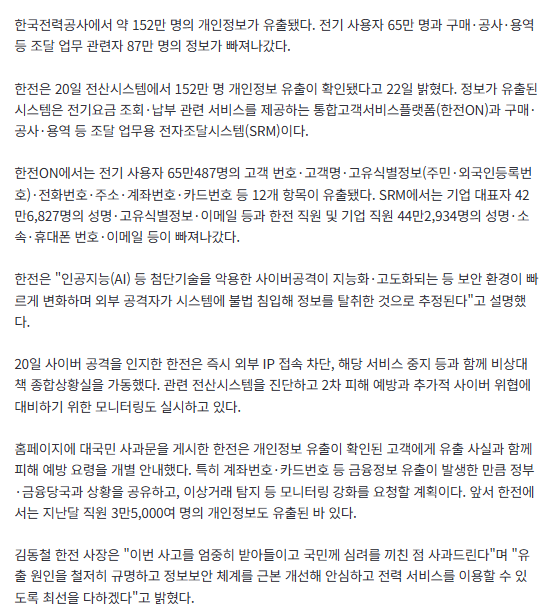 한국전력공사에서 약 152만 명의 개인정보가 유출됐다. 전기 사용자 65만 명과 구매·공사·용역
등 조달 업무 관련자 87만 명의 정보가 빠져나갔다.
한전은 20일 전산시스템에서 152만 명 개인정보 유출이 확인됐다고 22일 밝혔다. 정보가 유출된
시스템은 전기요금 조회·납부 관련 서비스를 제공하는 통합고객서비스플랫폼(한전ON)과 구매·
공사·용역 등 조달 업무용 전자조달시스템(SRM)이다.
한전ON에서는 전기 사용자 65만487명의 고객 번호·고객명·고유식별정보(주민·외국인등록번
호)·전화번호·주소·계좌번호·카드번호 등 12개 항목이 유출됐다. SRM에서는 기업 대표자 42
만6,827명의 성명·고유식별정보·이메일 등과 한전 직원 및 기업 직원 44만2,934명의 성명·소
속·휴대폰 번호·이메일 등이 빠져나갔다.
한전은 "인공지능(AI) 등 첨단기술을 악용한 사이버공격이 지능화·고도화되는 등 보안 환경이 빠
르게 변화하며 외부 공격자가 시스템에 불법 침입해 정보를 탈취한 것으로 추정된다"고 설명했
다.
20일 사이버 공격을 인지한 한전은 즉시 외부 IP 접속 차단, 해당 서비스 중지 등과 함께 비상대
책 종합상황실을 가동했다. 관련 전산시스템을 진단하고 2차 피해 예방과 추가적 사이버 위협에
대비하기 위한 모니터링도 실시하고 있다.
홈페이지에 대국민 사과문을 게시한 한전은 개인정보 유출이 확인된 고객에게 유출 사실과 함께
피해 예방 요령을 개별 안내했다. 특히 계좌번호·카드번호 등 금융정보 유출이 발생한 만큼 정부
·금융당국과 상황을 공유하고, 이상거래 탐지 등 모니터링 강화를 요청할 계획이다. 앞서 한전에
서는 지난달 직원 3만5,000여 명의 개인정보도 유출된 바 있다.
김동철 한전 사장은 "이번 사고를 엄중히 받아들이고 국민께 심려를 끼친 점 사과드린다"며 "유
출 원인을 철저히 규명하고 정보보안 체계를 근본 개선해 안심하고 전력 서비스를 이용할 수 있
도록 최선을 다하겠다"고 밝혔다.